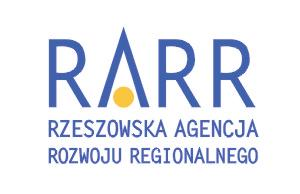 RARR
RZESZOWSKA AGENCJA
ROZWOJU REGIONALNEGO